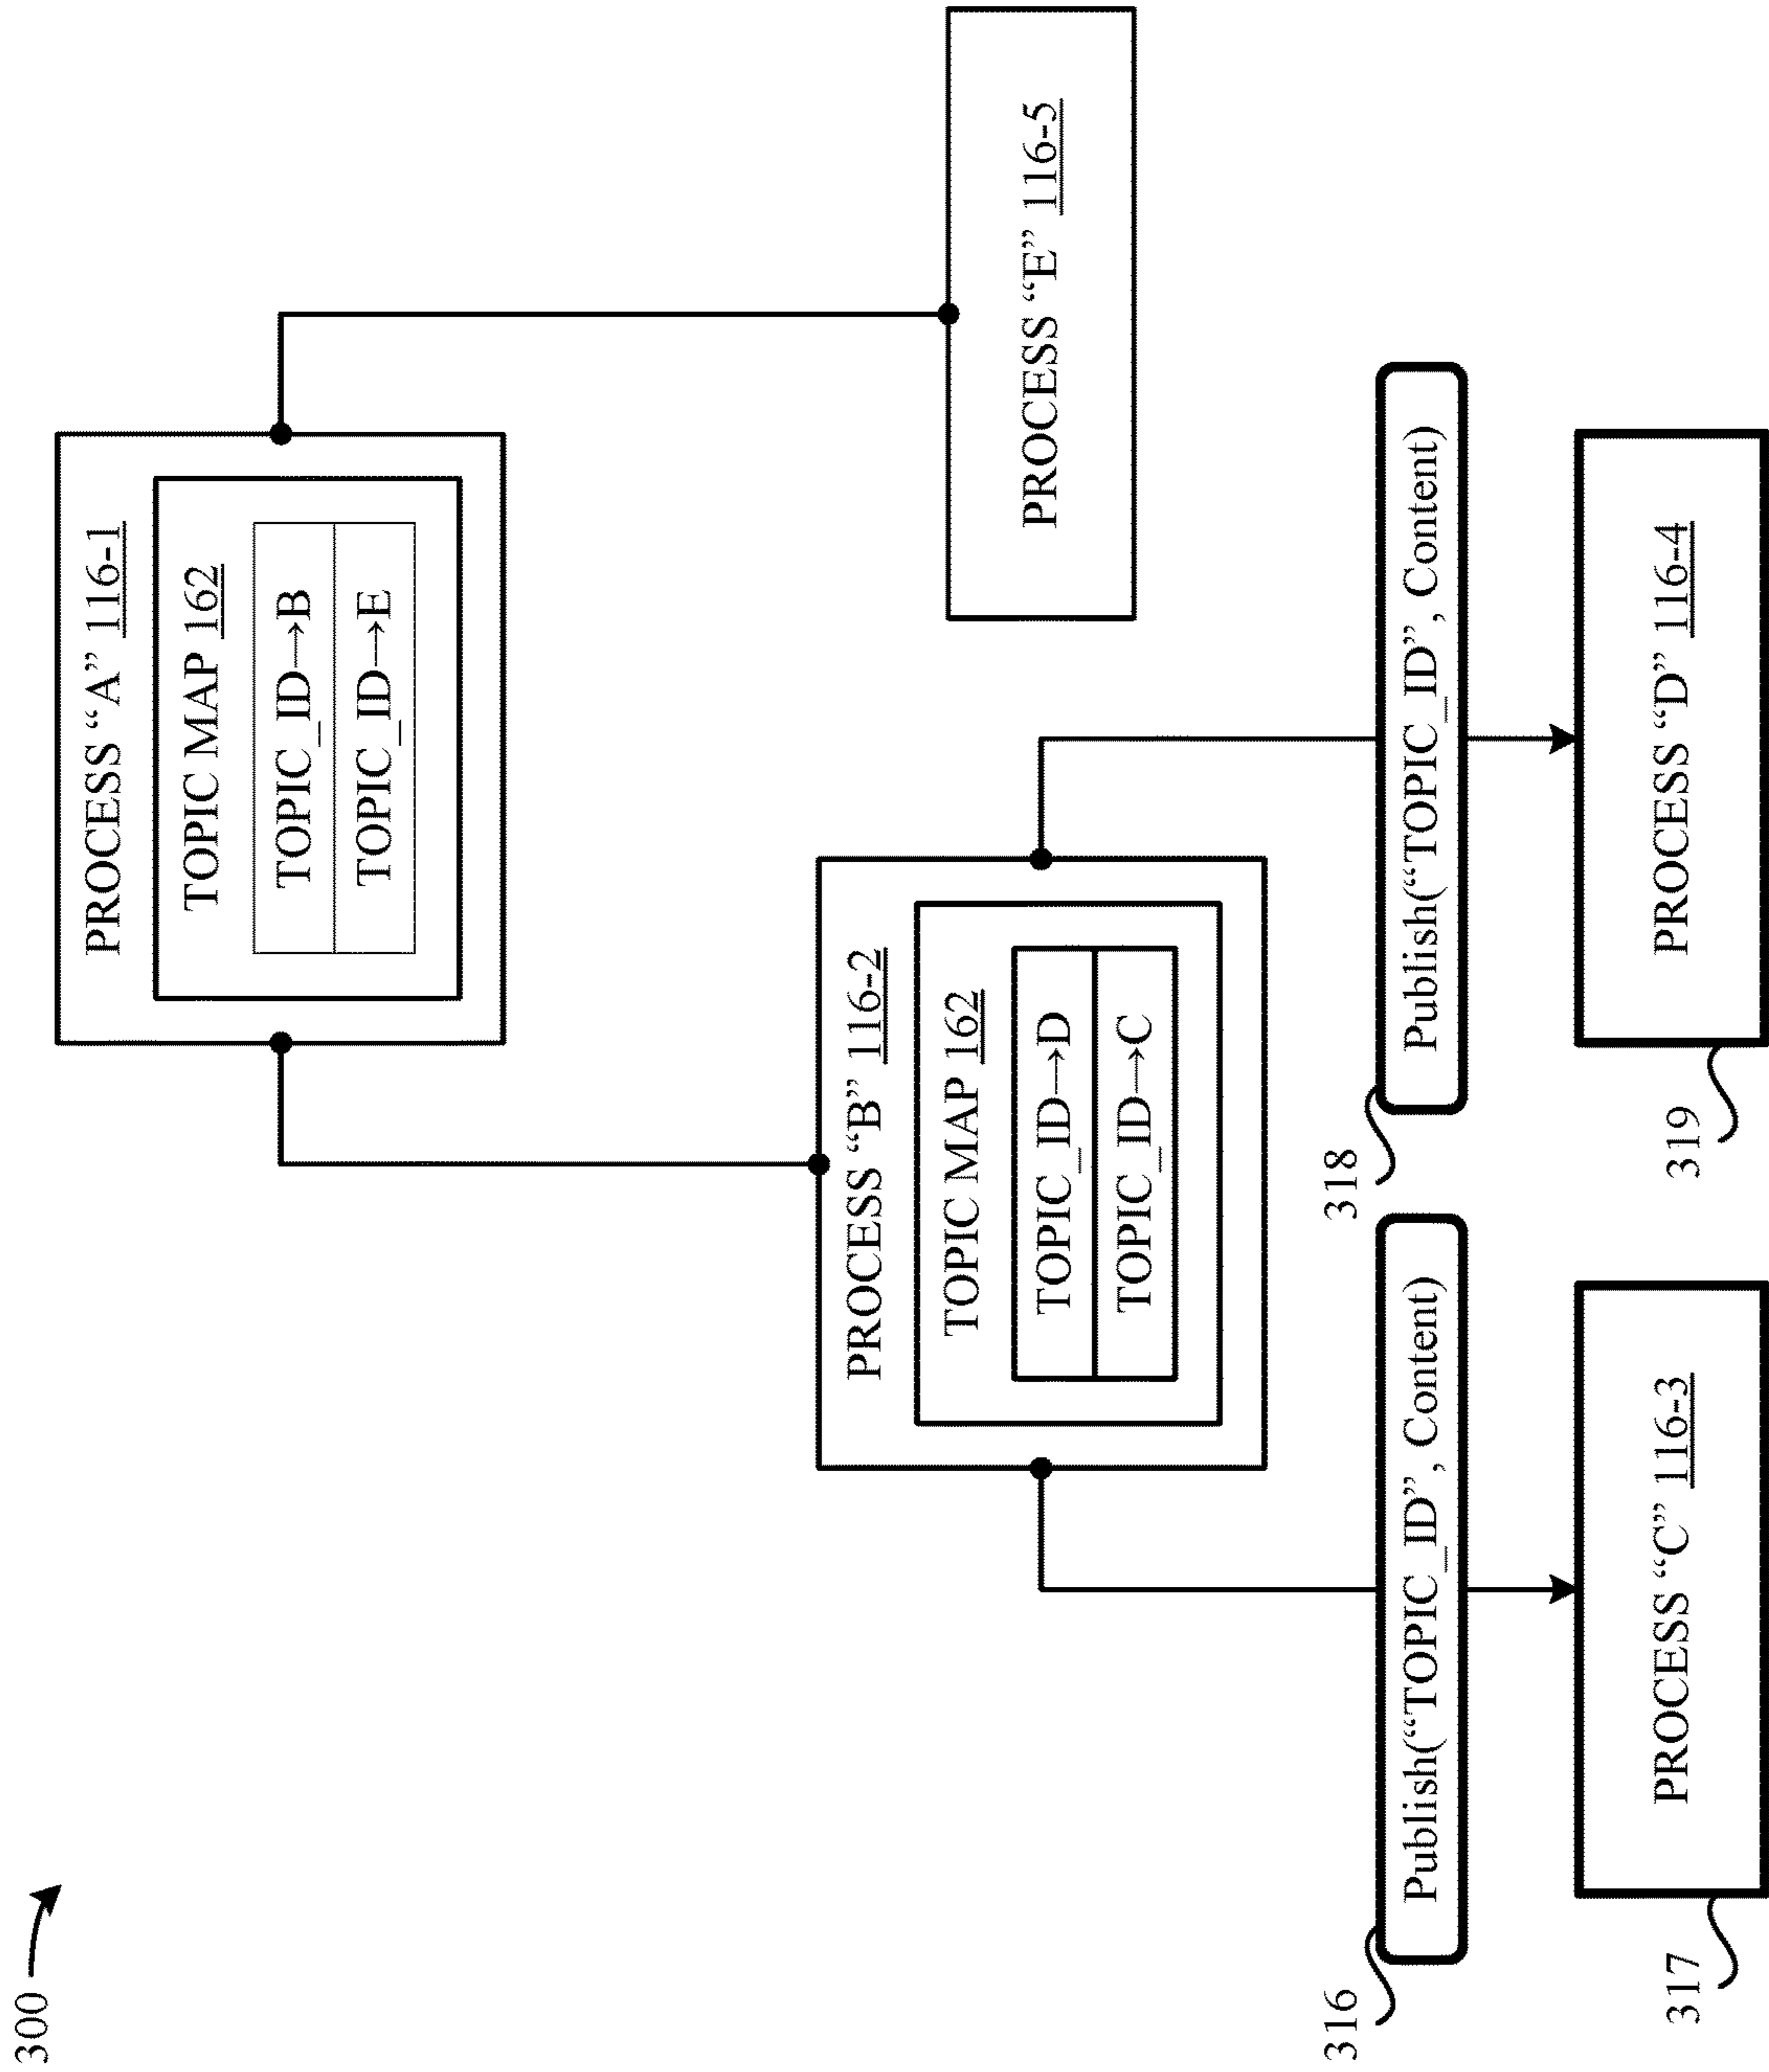 300
PROCESS “A” 116-1
TOPIC MAP 162
TOPIC_ID→B
TOPIC_ID→E
PROCESS “B” 116-2
TOPIC MAP 162
TOPIC_ID→D
TOPIC_ID→C
PROCESS “E” 116-5
316
Publish(“TOPIC_ID”, Content)
318
Publish(“TOPIC_ID”, Content)
317
PROCESS “C” 116-3
319
PROCESS “D” 116-4